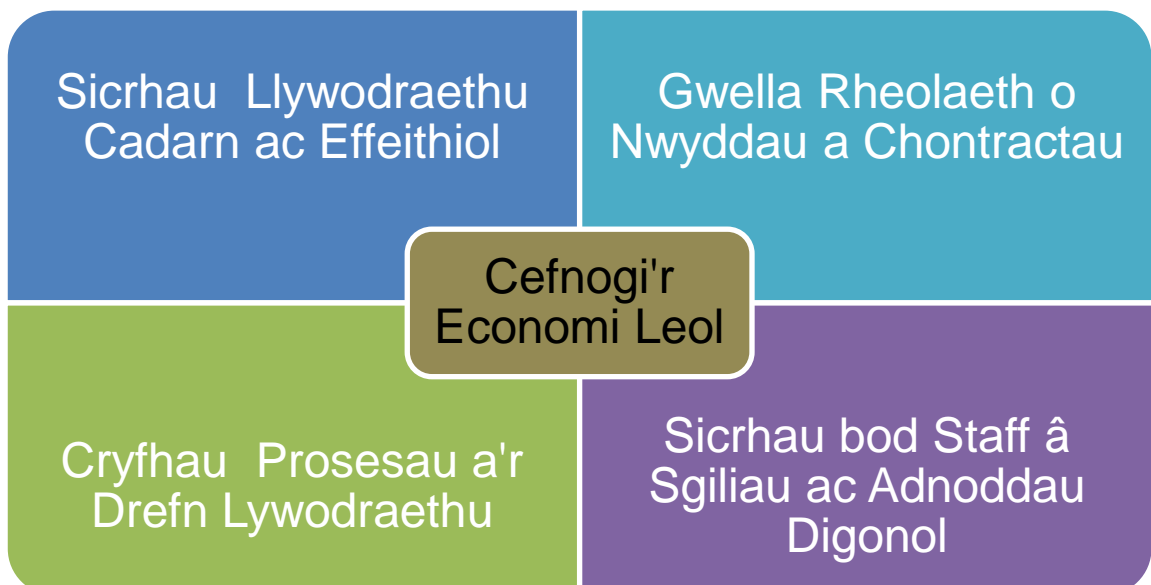 Sicrhau  Llywodraethu
Cadarn ac Effeithiol
Gwella Rheolaeth o
Nwyddau a Chontractau
Cefnogi'r
Economi Leol
Cryfhau  Prosesau a'r
Drefn Lywodraethu
Sicrhau bod Staff â
Sgiliau ac Adnoddau
Digonol